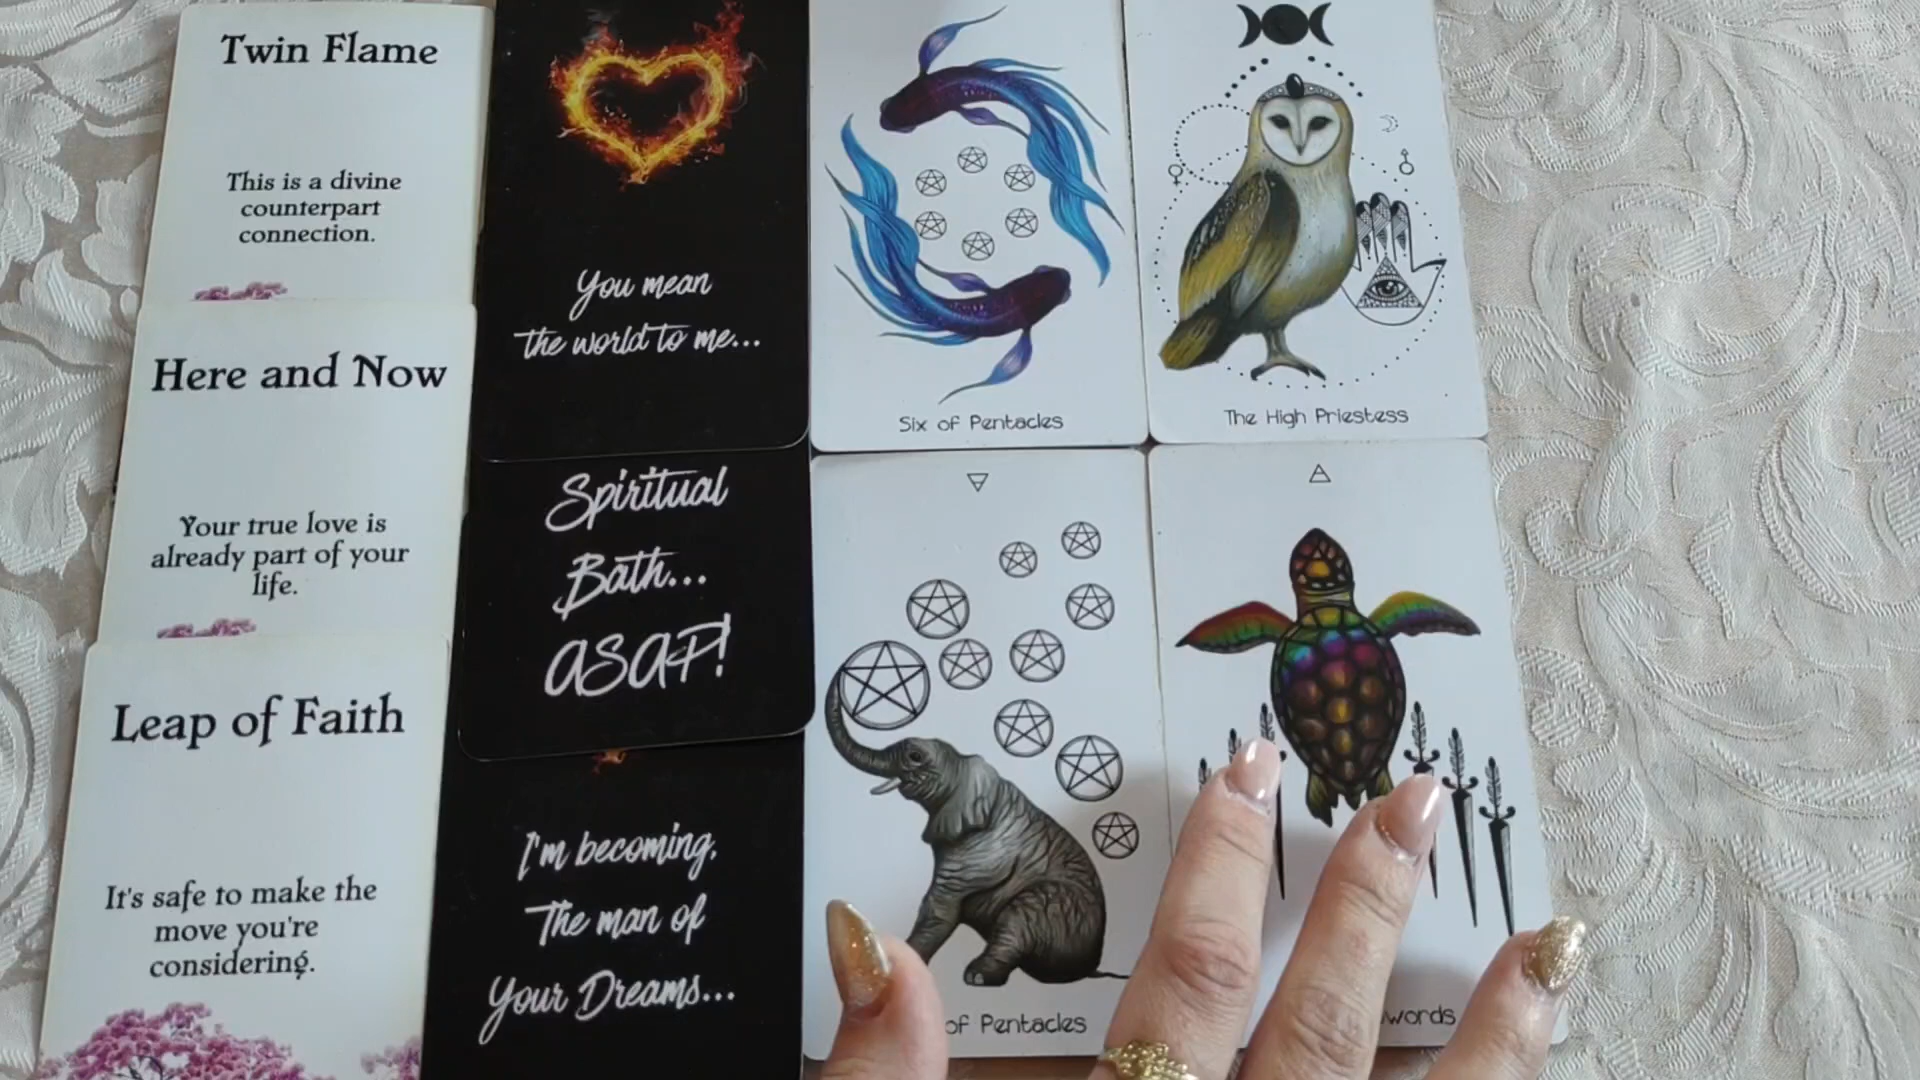 Twin Flame
This is a divine
counterpart
connection.
Here and Now
Your true love is
already part of your
life.
Leap of Faith
It's safe to make the
move you're
considering.
You mean
the world to me...
Spiritual
Bath...
ASAP!
I'm becoming,
The man of
Your Dreams...
Six of Pentacles
The High Priestess
of Pentacles
words